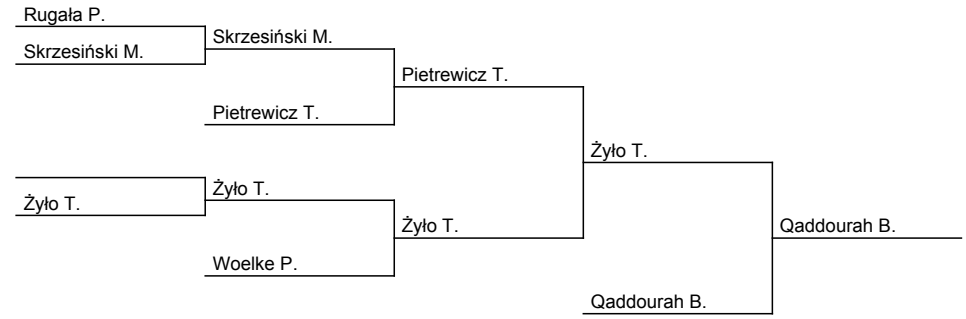 Rugała P.
Skrzesiński M.
Skrzesiński M.
Pietrewicz T.
Pietrewicz T.
Żyło T.
Żyło T.
Żyło T.
Żyło T.
Qaddourah B.
Woelke P.
Qaddourah B.